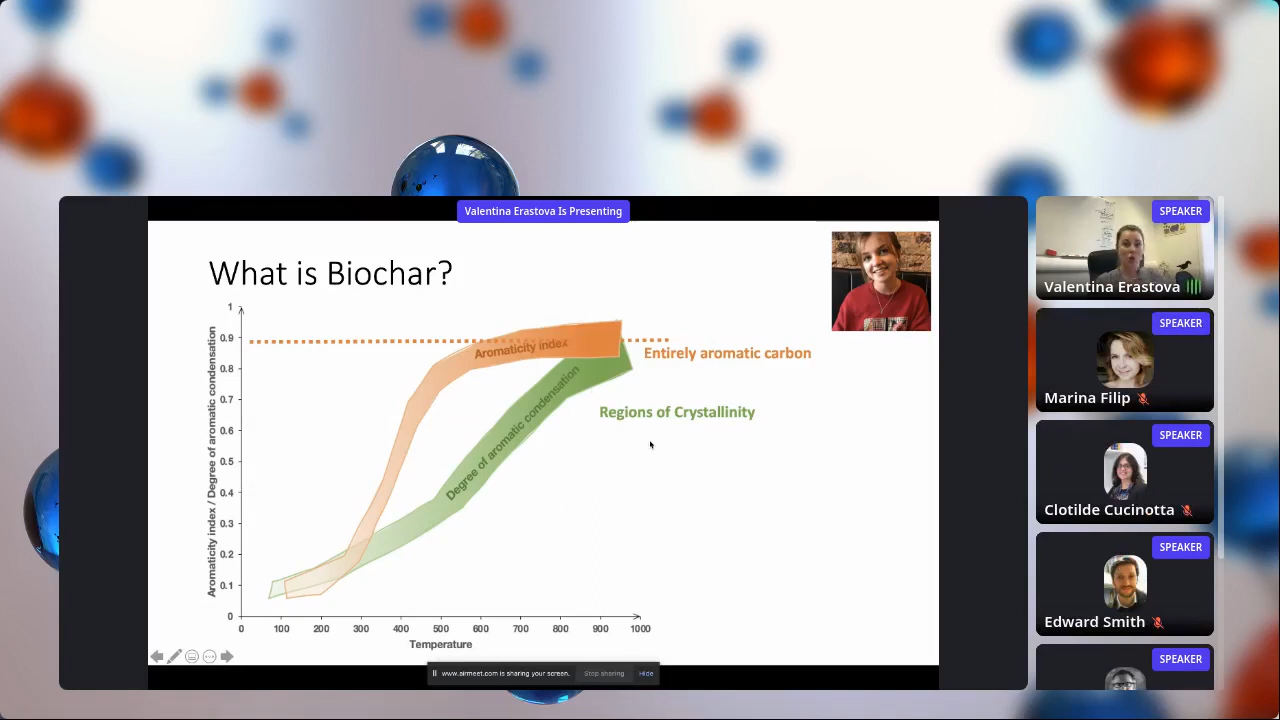 Valentina Erastova Is Presenting
What is Biochar?
Aromaticity index / Degree of aromatic condensation
1
0.9
0.8
0.7
0.6
0.5
0.4
0.3
0.2
0.1
0
Aromaticity index
Degree of aromatic condensation
Entirely aromatic carbon
Regions of Crystallinity
0 100 200 300 400 500 600 700 800 900 1000
Temperature
www.airmeet.com is sharing your screen. Stop sharing Hide
SPEAKER
Valentina Erastova
SPEAKER
Marina Filip
SPEAKER
Clotilde Cucinotta
SPEAKER
Edward Smith
SPEAKER